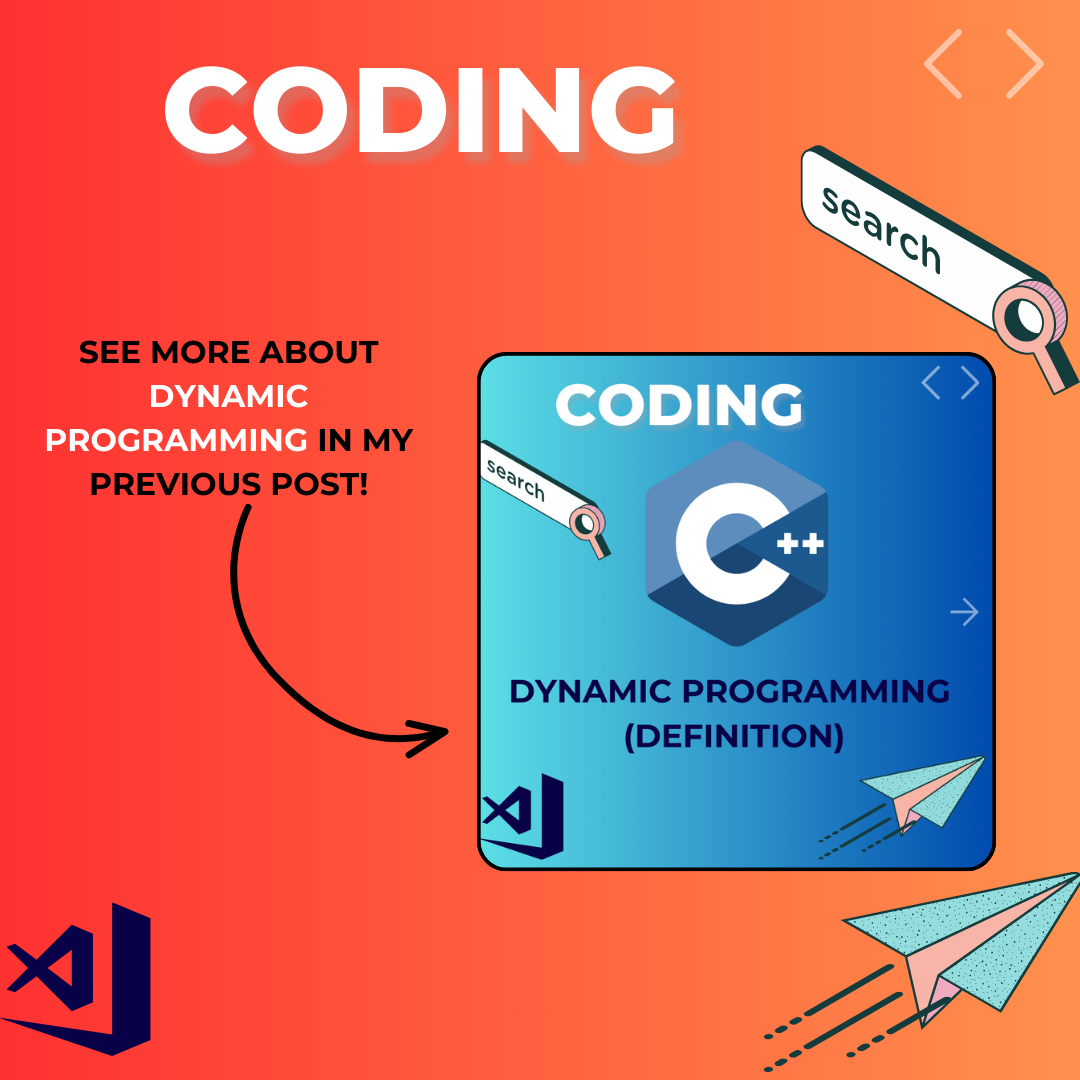 CODING
search
SEE MORE ABOUT
DYNAMIC
PROGRAMMING IN MY
PREVIOUS POST!
CODING
search
C++
DYNAMIC PROGRAMMING
(DEFINITION)